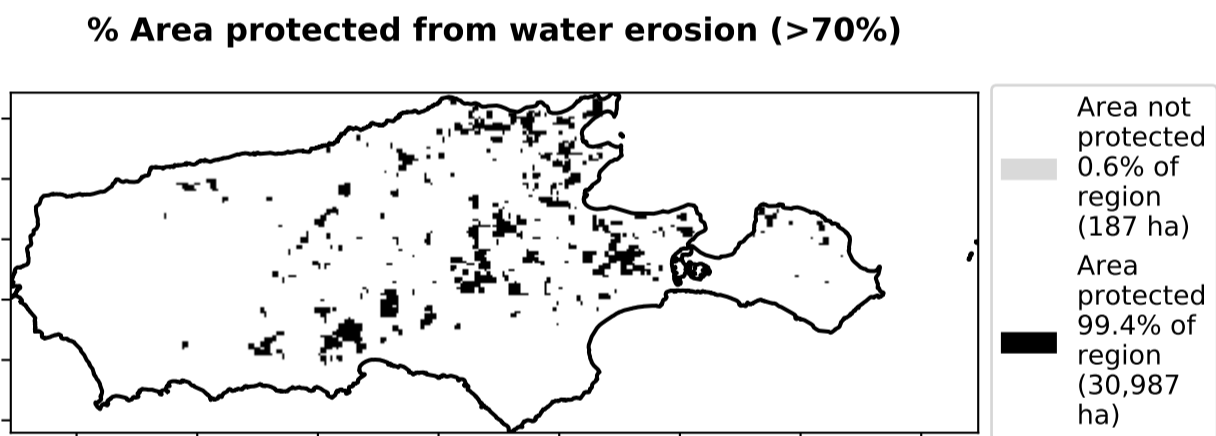 % Area protected from water erosion (>70%)
Area not
protected
0.6% of
region
(187 ha)
Area
protected
99.4% of
region
(30,987
ha)